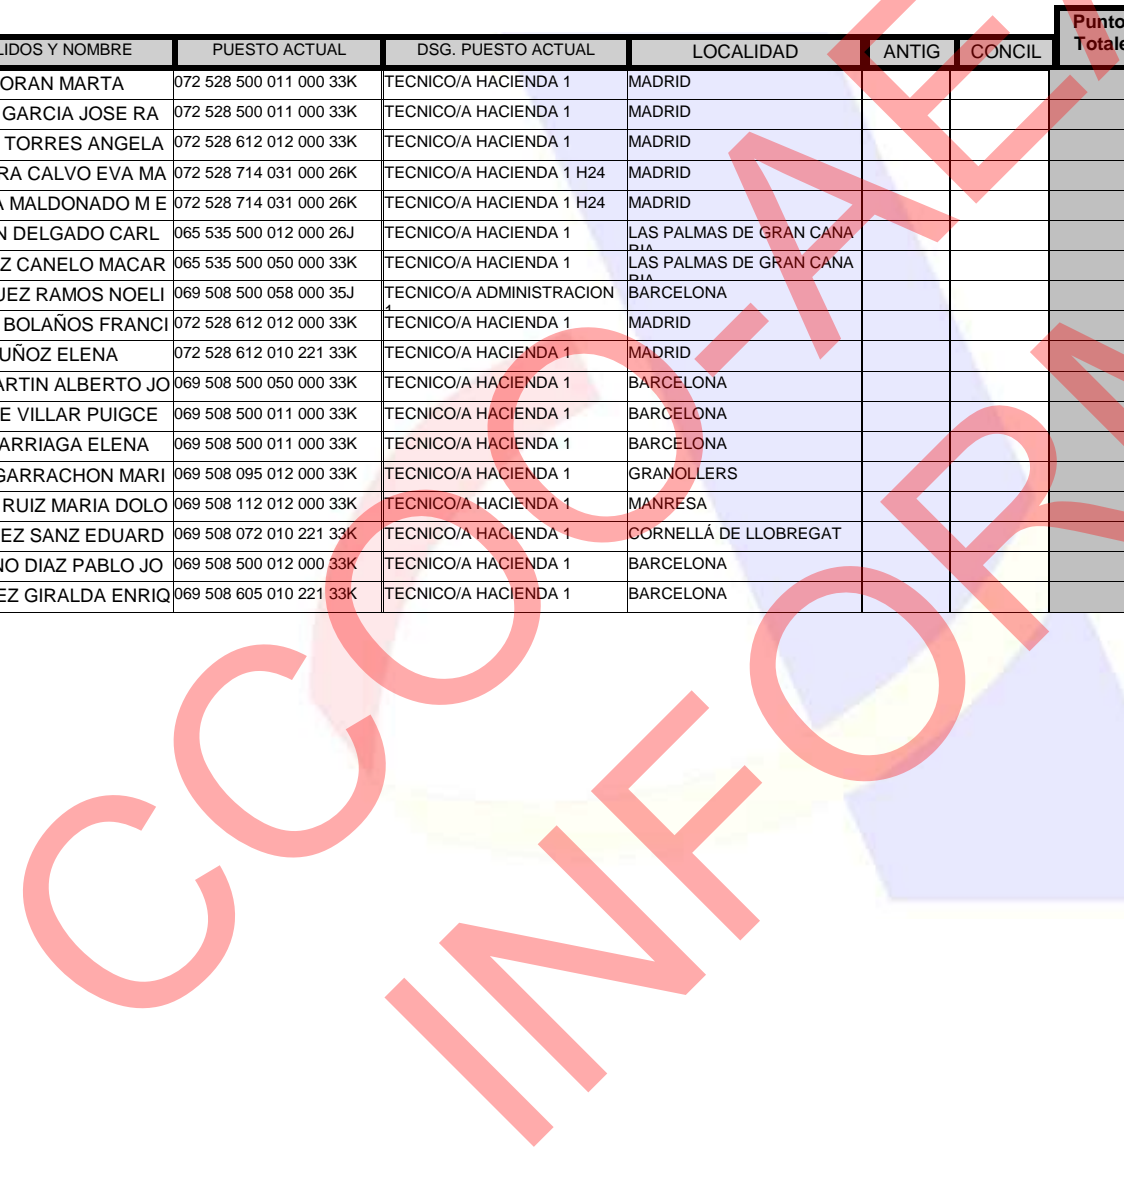 Punto
Totale
LIDOS Y NOMBRE PUESTO ACTUAL DSG. PUESTO ACTUAL LOCALIDAD ANTIG CONCIL
ORAN MARTA 072 528 500 011 000 33K TECNICO/A HACIENDA 1 MADRID
GARCIA JOSE RA 072 528 500 011 000 33K TECNICO/A HACIENDA 1 MADRID
TORRES ANGELA 072 528 612 012 000 33K TECNICO/A HACIENDA 1 MADRID
RA CALVO EVA MA 072 528 714 031 000 26K TECNICO/A HACIENDA 1 H24 MADRID
A MALDONADO M E 072 528 714 031 000 26K TECNICO/A HACIENDA 1 H24 MADRID
N DELGADO CARL 065 535 500 012 000 26J TECNICO/A HACIENDA 1 LAS PALMAS DE GRAN CANA
RIA
Z CANELO MACAR 065 535 500 050 000 33K TECNICO/A HACIENDA 1 LAS PALMAS DE GRAN CANA
RIA
UEZ RAMOS NOELI 069 508 500 058 000 35J TECNICO/A ADMINISTRACION BARCELONA
1
BOLAÑOS FRANCI 072 528 612 012 000 33K TECNICO/A HACIENDA 1 MADRID
UÑOZ ELENA 072 528 612 010 221 33K TECNICO/A HACIENDA 1 MADRID
ARTIN ALBERTO JO 069 508 500 050 000 33K TECNICO/A HACIENDA 1 BARCELONA
E VILLAR PUIGCE 069 508 500 011 000 33K TECNICO/A HACIENDA 1 BARCELONA
ARRIAGA ELENA 069 508 500 011 000 33K TECNICO/A HACIENDA 1 BARCELONA
GARRACHON MARI 069 508 095 012 000 33K TECNICO/A HACIENDA 1 GRANOLLERS
RUIZ MARIA DOLO 069 508 112 012 000 33K TECNICO/A HACIENDA 1 MANRESA
EZ SANZ EDUARD 069 508 072 010 221 33K TECNICO/A HACIENDA 1 CORNELLÁ DE LLOBREGAT
NO DIAZ PABLO JO 069 508 500 012 000 33K TECNICO/A HACIENDA 1 BARCELONA
EZ GIRALDA ENRIQ 069 508 605 010 221 33K TECNICO/A HACIENDA 1 BARCELONA
CCOO-AEA
INFORM